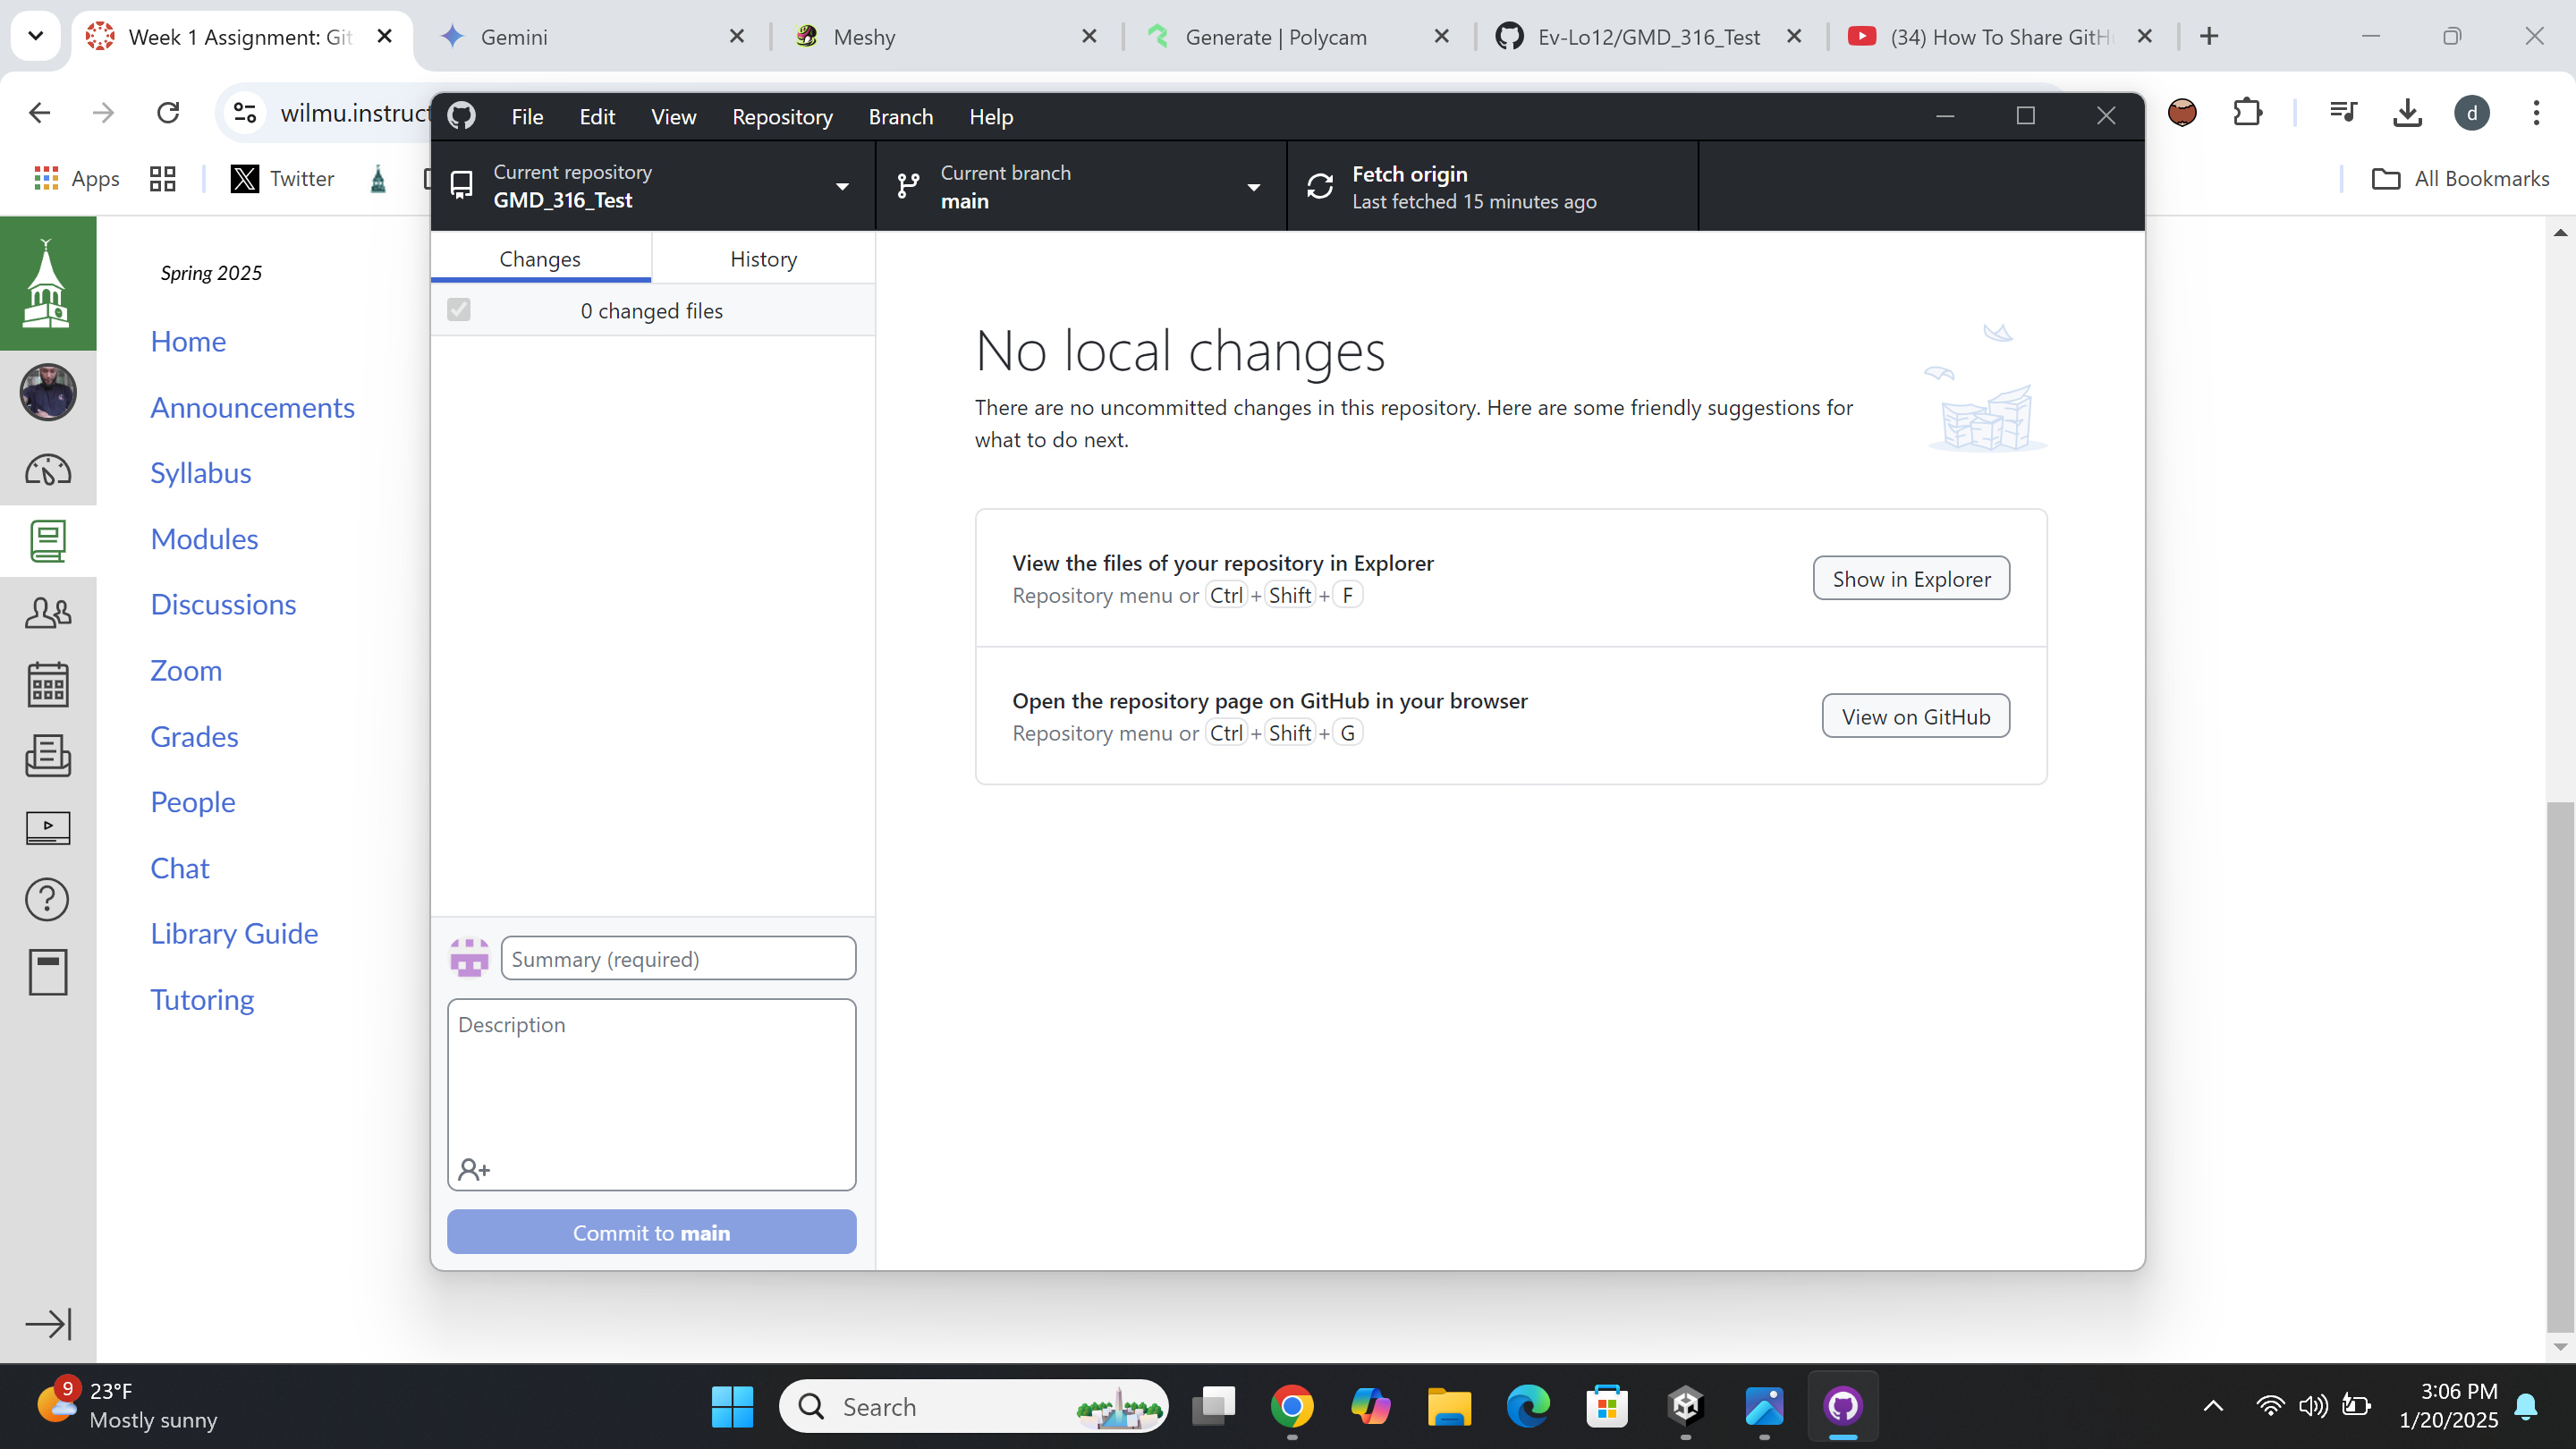 Week 1 Assignment: Git
Gemini
Meshy
Generate | Polycam
Ev-Lo12/GMD_316_Test
(34) How To Share GitH
wilmu.instruct
d
Apps
Twitter
All Bookmarks
File Edit View Repository Branch Help
Current repository
GMD_316_Test
Current branch
main
Fetch origin
Last fetched 15 minutes ago
Changes
History
0 changed files
Spring 2025
Home
Announcements
Syllabus
Modules
Discussions
Zoom
Grades
People
Chat
Library Guide
Tutoring
No local changes
There are no uncommitted changes in this repository. Here are some friendly suggestions for
what to do next.
View the files of your repository in Explorer
Repository menu or Ctrl + Shift + F
Show in Explorer
Open the repository page on GitHub in your browser
Repository menu or Ctrl + Shift + G
View on GitHub
Summary (required)
Description
Commit to main
9
23°F
Mostly sunny
Search
3:06 PM
1/20/2025